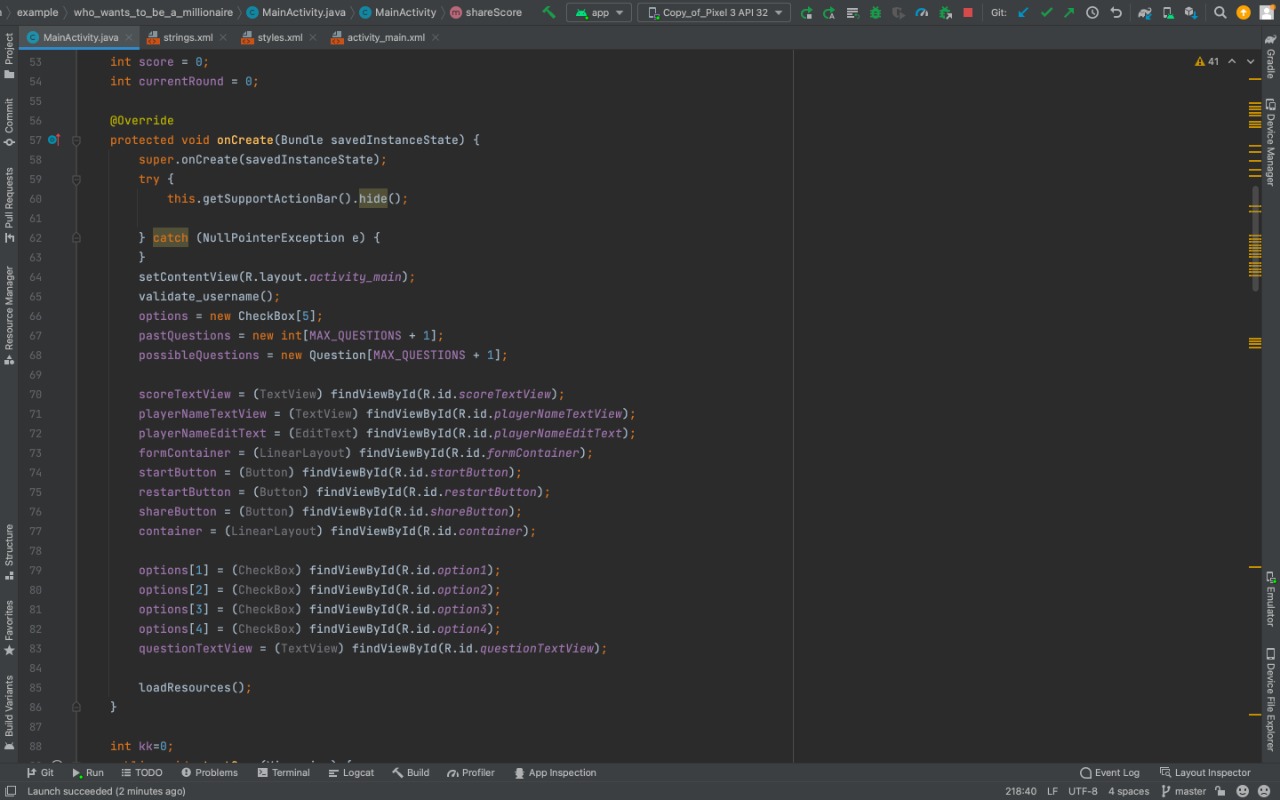 example who_wants_to_be_a_millionaire MainActivity.java MainActivity shareScore app Copy_of_Pixel 3 API 32 Git:
MainActivity.java strings.xml styles.xml activity_main.xml
41
53 int score = 0;
54 int currentRound = 0;
55
56 @Override
57 protected void onCreate(Bundle savedInstanceState) {
58 super.onCreate(savedInstanceState);
59 try {
60 this.getSupportActionBar().hide();
61
62 } catch (NullPointerException e) {
63 }
64 setContentView(R.layout.activity_main);
65 validate_username();
66 options = new CheckBox[5];
67 pastQuestions = new int[MAX_QUESTIONS + 1];
68 possibleQuestions = new Question[MAX_QUESTIONS + 1];
69
70 scoreTextView = (TextView) findViewById(R.id.scoreTextView);
71 playerNameTextView = (TextView) findViewById(R.id.playerNameTextView);
72 playerNameEditText = (EditText) findViewById(R.id.playerNameEditText);
73 formContainer = (LinearLayout) findViewById(R.id.formContainer);
74 startButton = (Button) findViewById(R.id.startButton);
75 restartButton = (Button) findViewById(R.id.restartButton);
76 shareButton = (Button) findViewById(R.id.shareButton);
77 container = (LinearLayout) findViewById(R.id.container);
78
79 options[1] = (CheckBox) findViewById(R.id.option1);
80 options[2] = (CheckBox) findViewById(R.id.option2);
81 options[3] = (CheckBox) findViewById(R.id.option3);
82 options[4] = (CheckBox) findViewById(R.id.option4);
83 questionTextView = (TextView) findViewById(R.id.questionTextView);
84
85 loadResources();
86 }
87
88 int kk=0;
Project
Commit
Pull Requests
Resource Manager
Structure
Favorites
Build Variants
Gradle
Device Manager
Emulator
Device File Explorer
Git Run TODO Problems Terminal Logcat Build Profiler App Inspection Event Log Layout Inspector
Launch succeeded (2 minutes ago) 218:40 LF UTF-8 4 spaces master